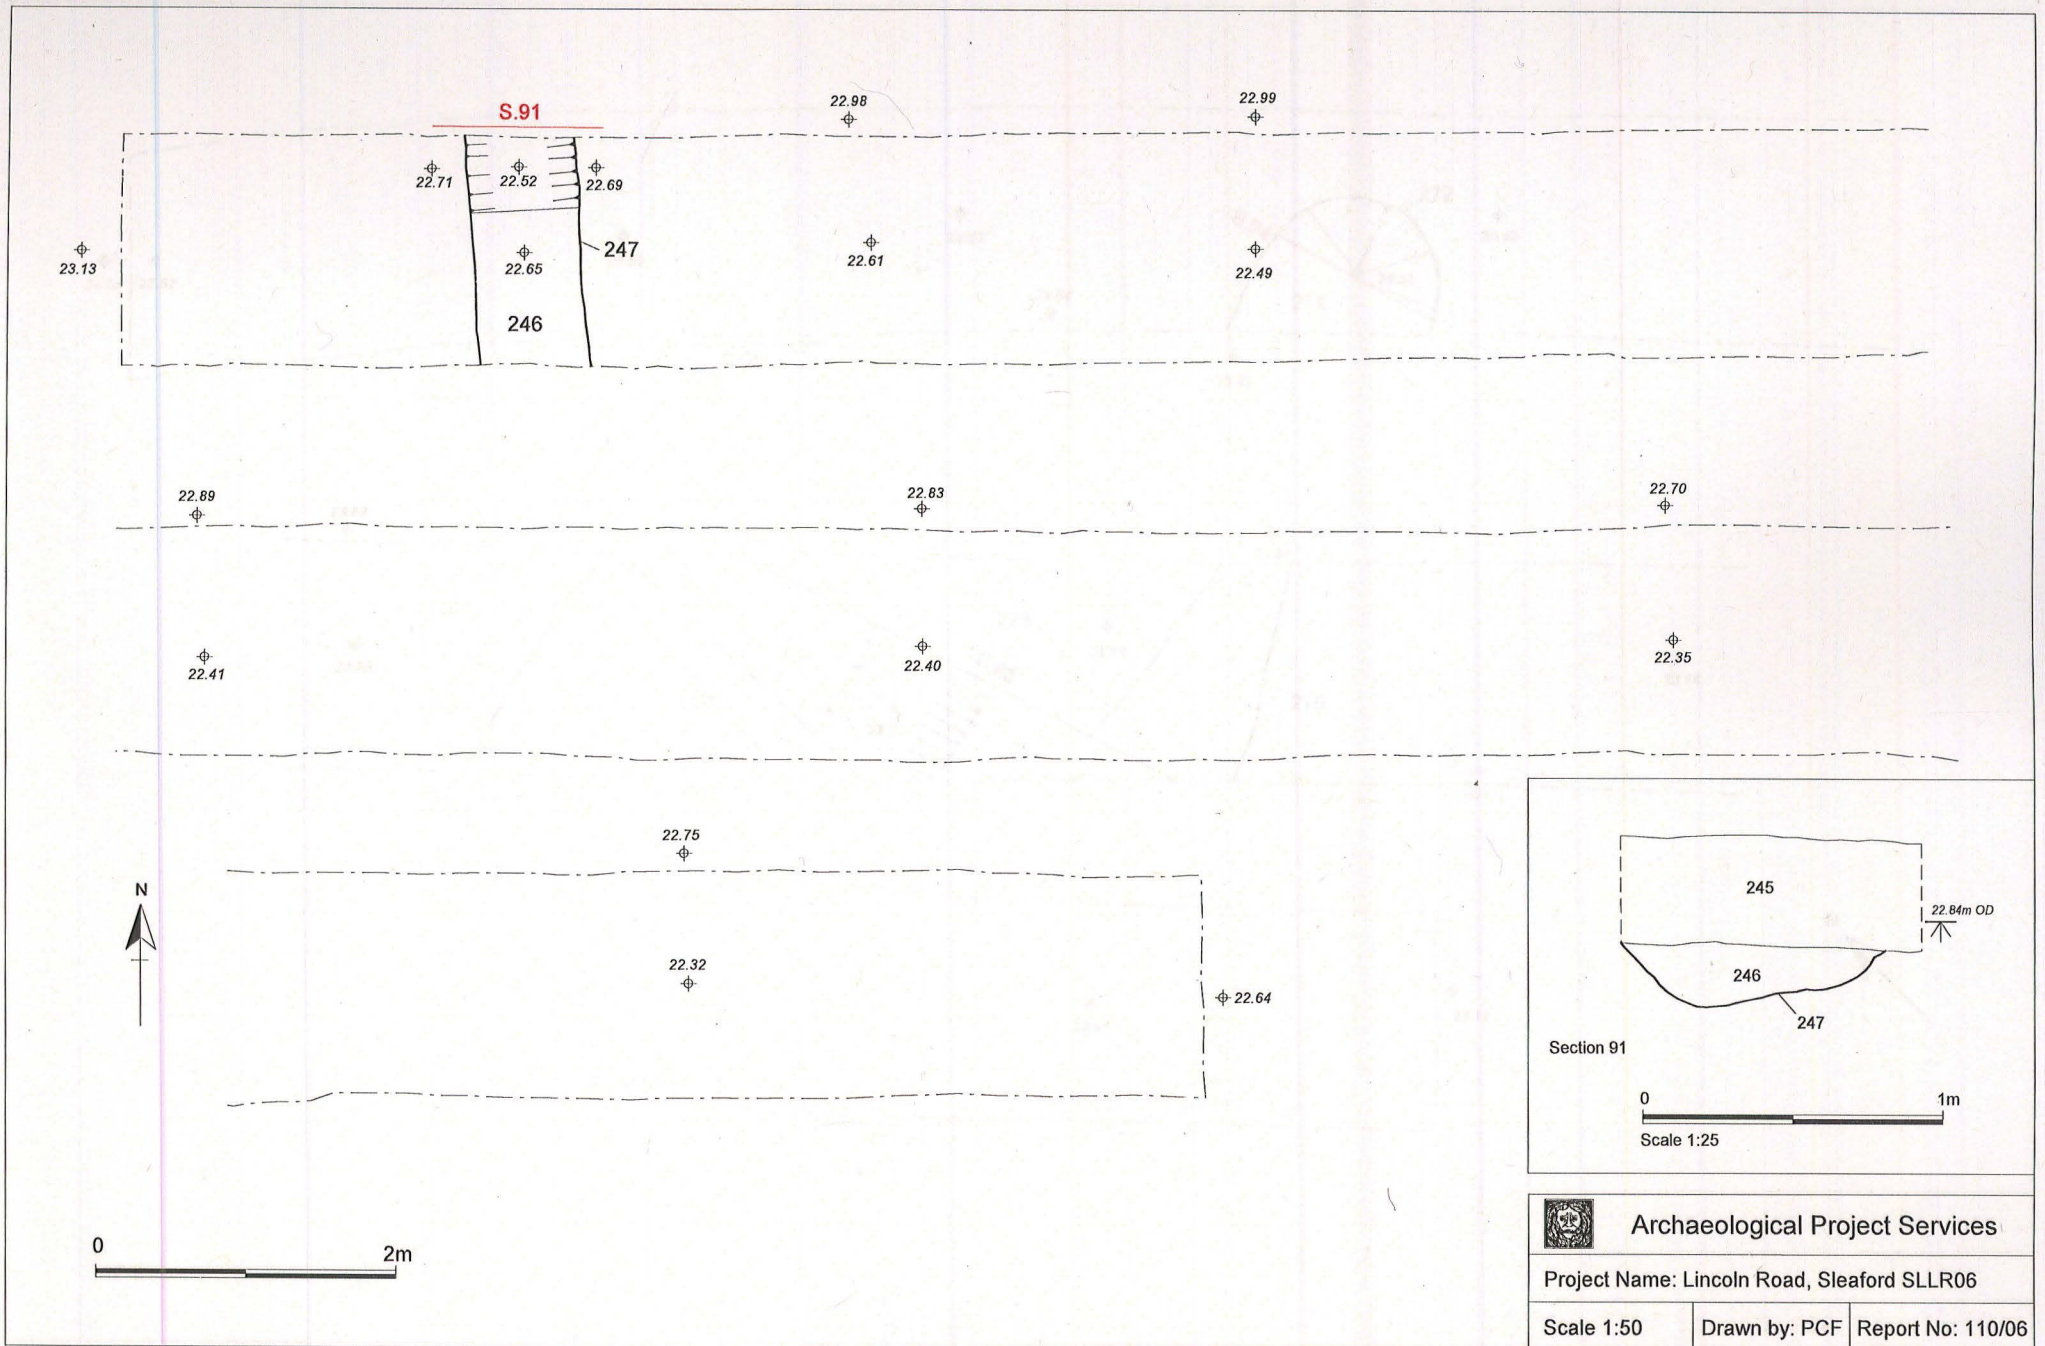 S.91
22.98
22.99
22.71
22.52
22.69
23.13
22.65
247
22.61
22.49
246
22.89
22.83
22.70
22.41
22.40
22.35
22.75
22.32
22.64
N
0 2m
245
22.84m OD
246
247
Section 91
0 1m
Scale 1:25
Archaeological Project Services
Project Name: Lincoln Road, Sleaford SLLR06
Scale 1:50 Drawn by: PCF Report No: 110/06